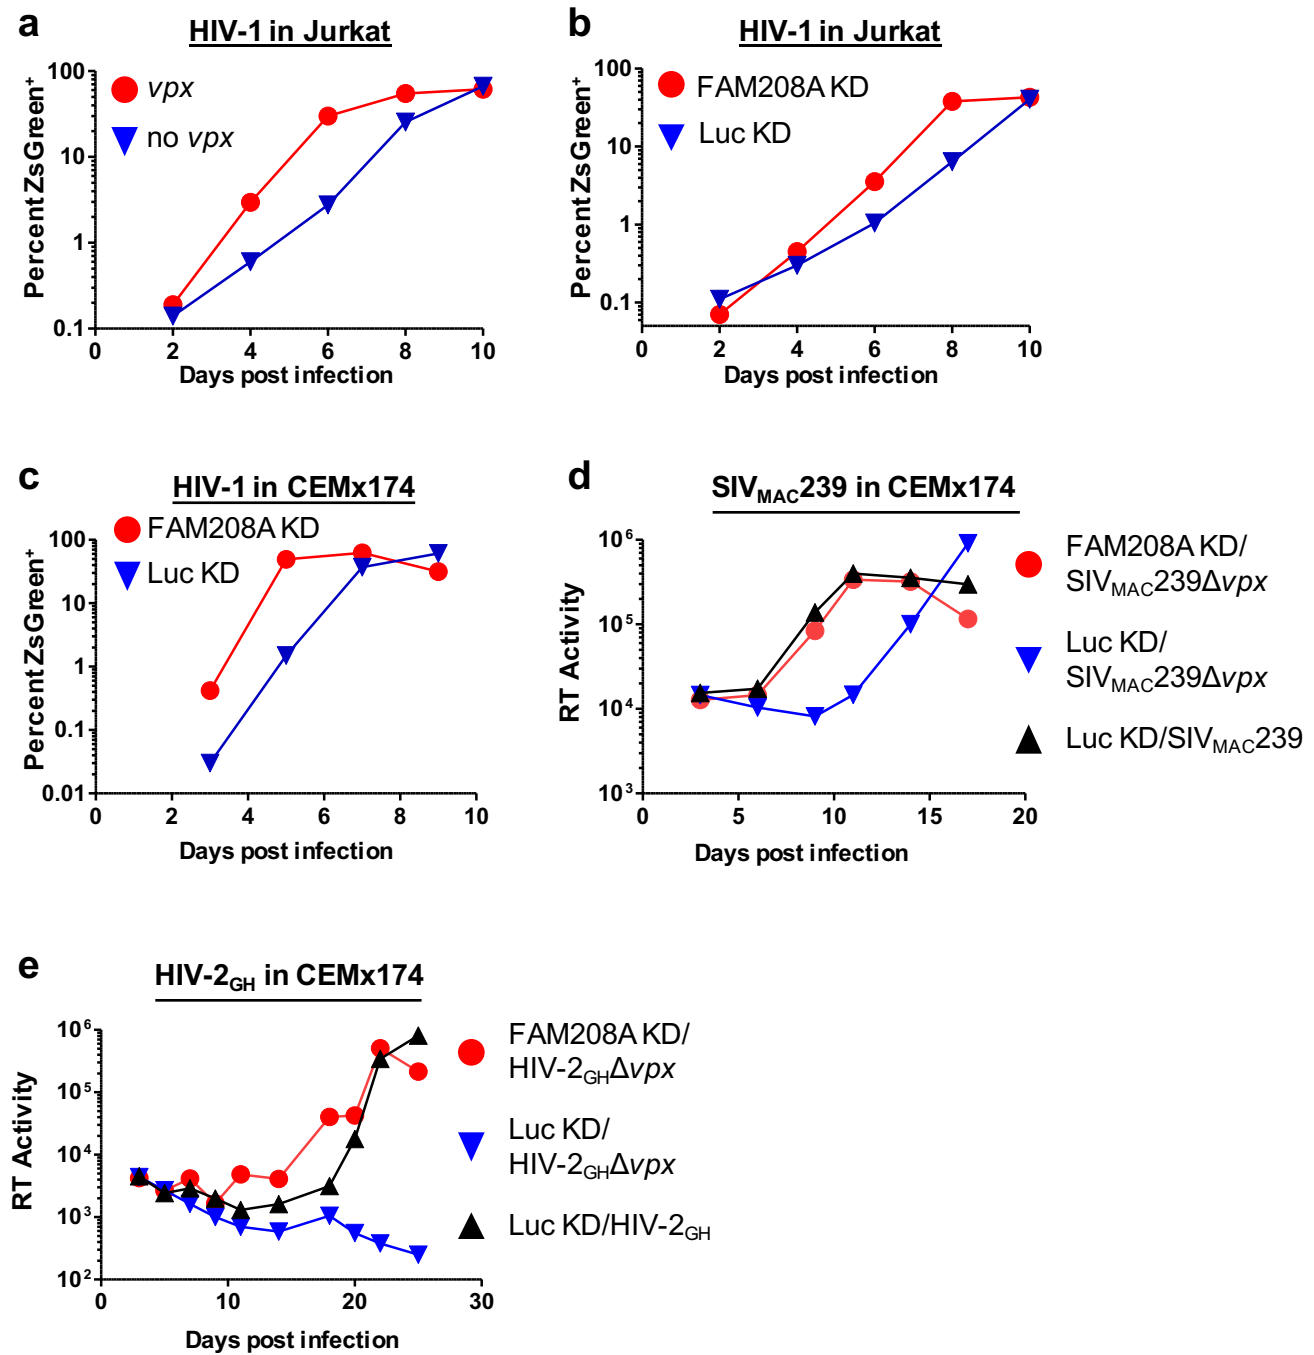 a
HIV-1 in Jurkat
Percent ZsGreen⁺
100
10
1
0.1
vpx
no vpx
0 2 4 6 8 10
Days post infection
b
HIV-1 in Jurkat
Percent ZsGreen⁺
100
10
1
0.1
FAM208A KD
Luc KD
0 2 4 6 8 10
Days post infection
c
HIV-1 in CEMx174
Percent ZsGreen⁺
100
10
1
0.1
0.01
FAM208A KD
Luc KD
0 2 4 6 8 10
Days post infection
d
SIVMAC239 in CEMx174
RT Activity
10⁶
10⁵
10⁴
10³
0 5 10 15 20
Days post infection
FAM208A KD/
SIVMAC239Δvpx
Luc KD/
SIVMAC239Δvpx
Luc KD/SIVMAC239
e
HIV-2GH in CEMx174
RT Activity
10⁶
10⁵
10⁴
10³
10²
0 10 20 30
Days post infection
FAM208A KD/
HIV-2GHΔvpx
Luc KD/
HIV-2GHΔvpx
Luc KD/HIV-2GH